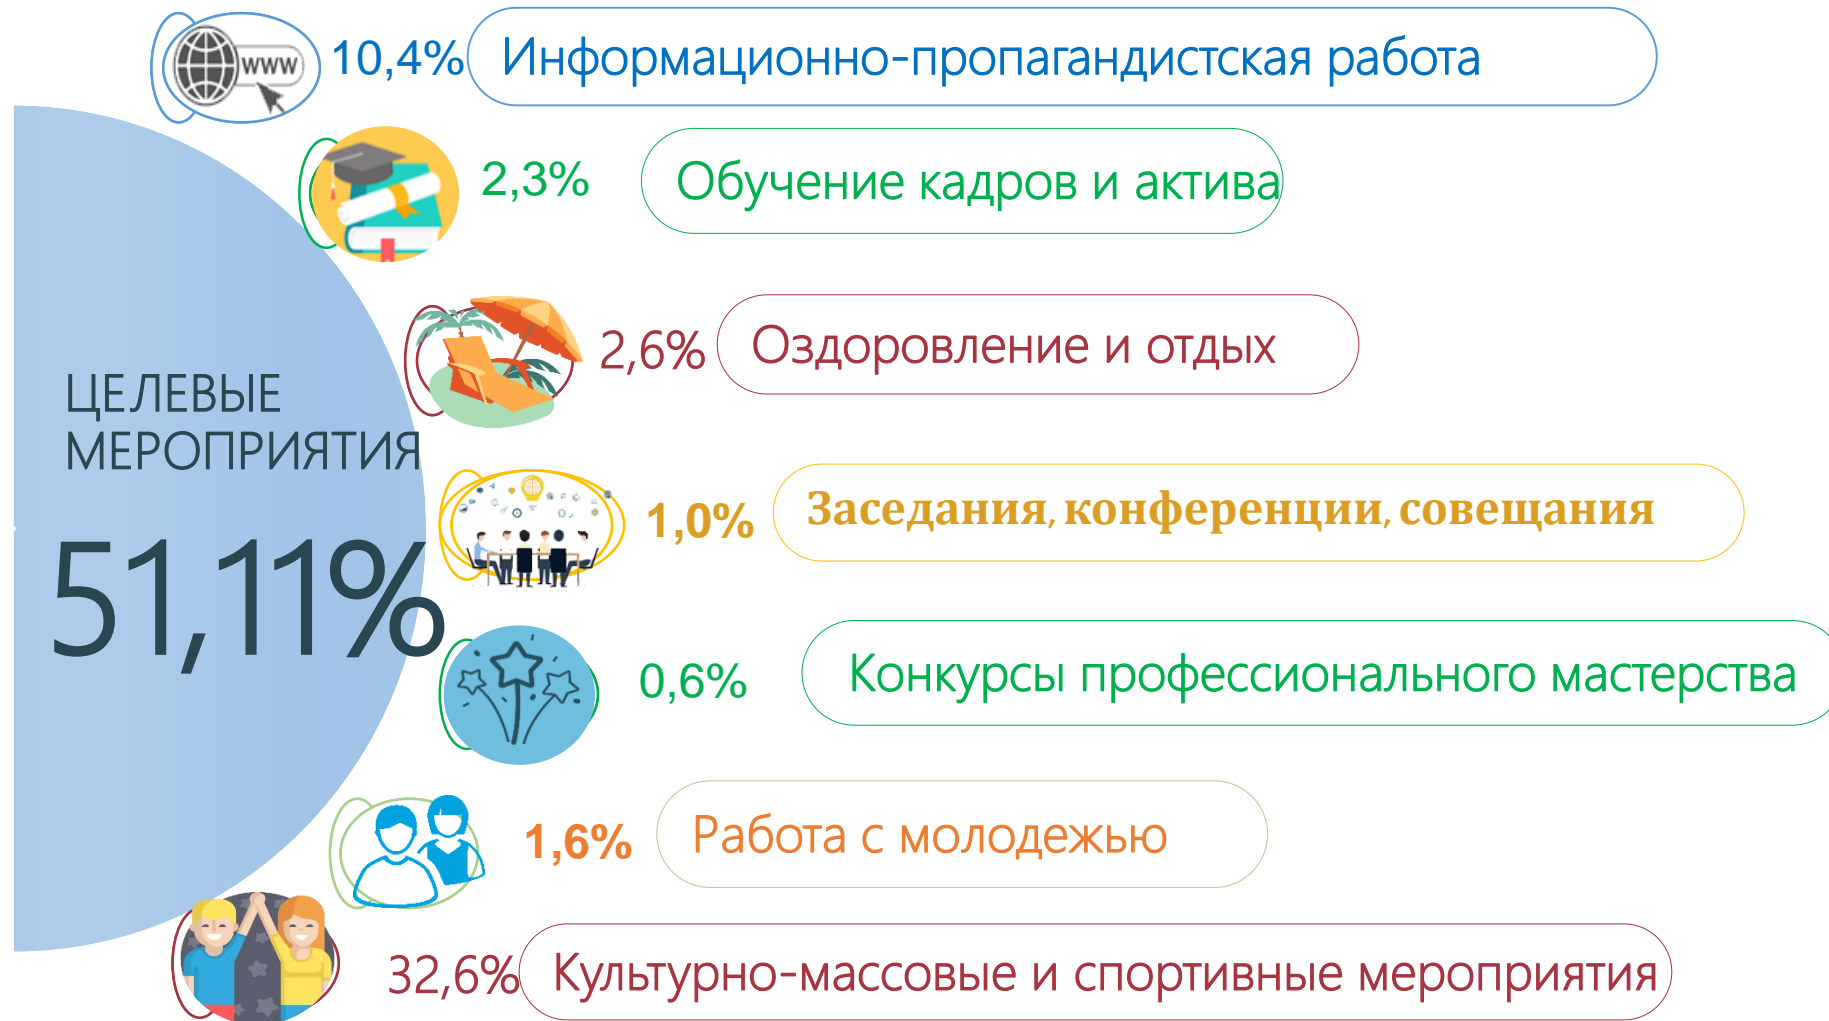 www
10,4% Информационно-пропагандистская работа
2,3% Обучение кадров и актива
2,6% Оздоровление и отдых
ЦЕЛЕВЫЕ
МЕРОПРИЯТИЯ
51,11%
1,0% Заседания, конференции, совещания
0,6% Конкурсы профессионального мастерства
1,6% Работа с молодежью
32,6% Культурно-массовые и спортивные мероприятия